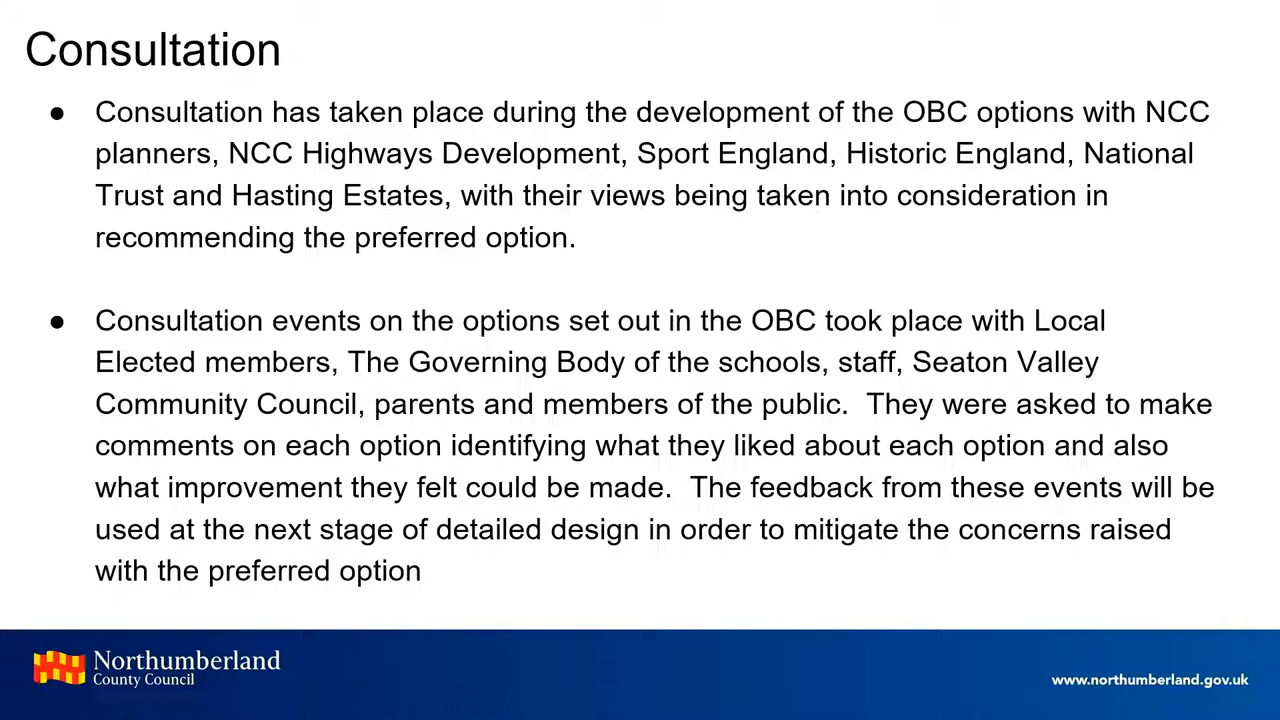 Consultation
● Consultation has taken place during the development of the OBC options with NCC
planners, NCC Highways Development, Sport England, Historic England, National
Trust and Hasting Estates, with their views being taken into consideration in
recommending the preferred option.
● Consultation events on the options set out in the OBC took place with Local
Elected members, The Governing Body of the schools, staff, Seaton Valley
Community Council, parents and members of the public.  They were asked to make
comments on each option identifying what they liked about each option and also
what improvement they felt could be made.  The feedback from these events will be
used at the next stage of detailed design in order to mitigate the concerns raised
with the preferred option
Northumberland
County Council
www.northumberland.gov.uk